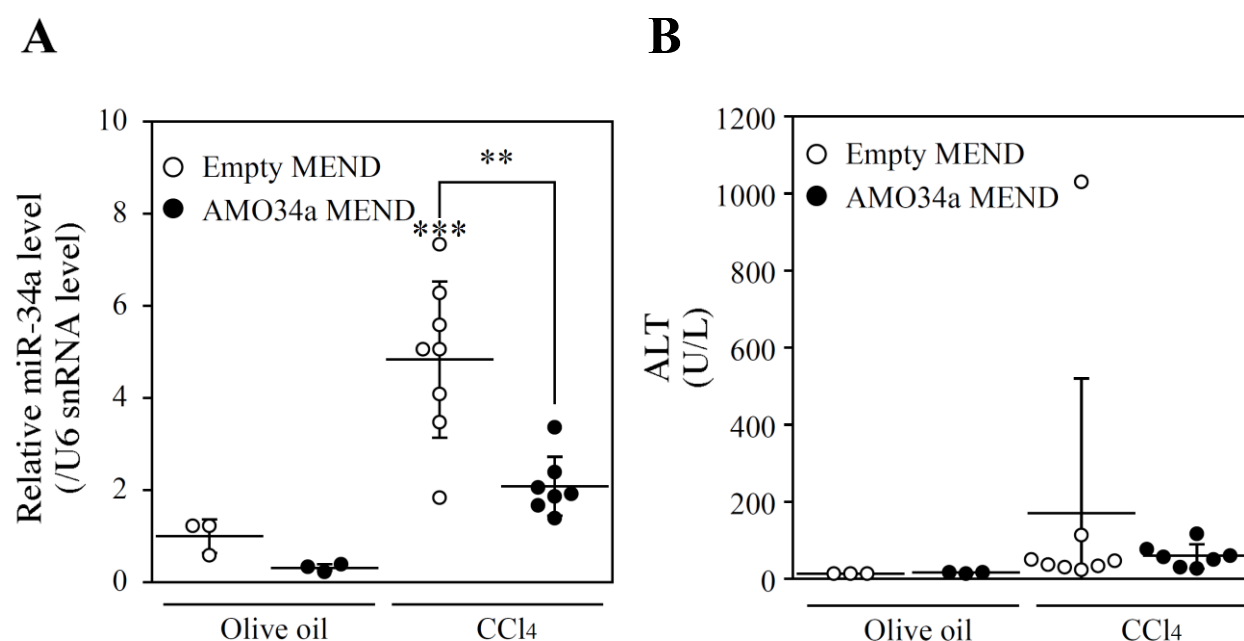 A
Relative miR-34a level
(/U6 snRNA level)
10
8
6
4
2
0
Empty MEND
AMO34a MEND
**
***
Olive oil
CCl4
B
ALT
(U/L)
1200
1000
800
600
400
200
0
Empty MEND
AMO34a MEND
Olive oil
CCl4